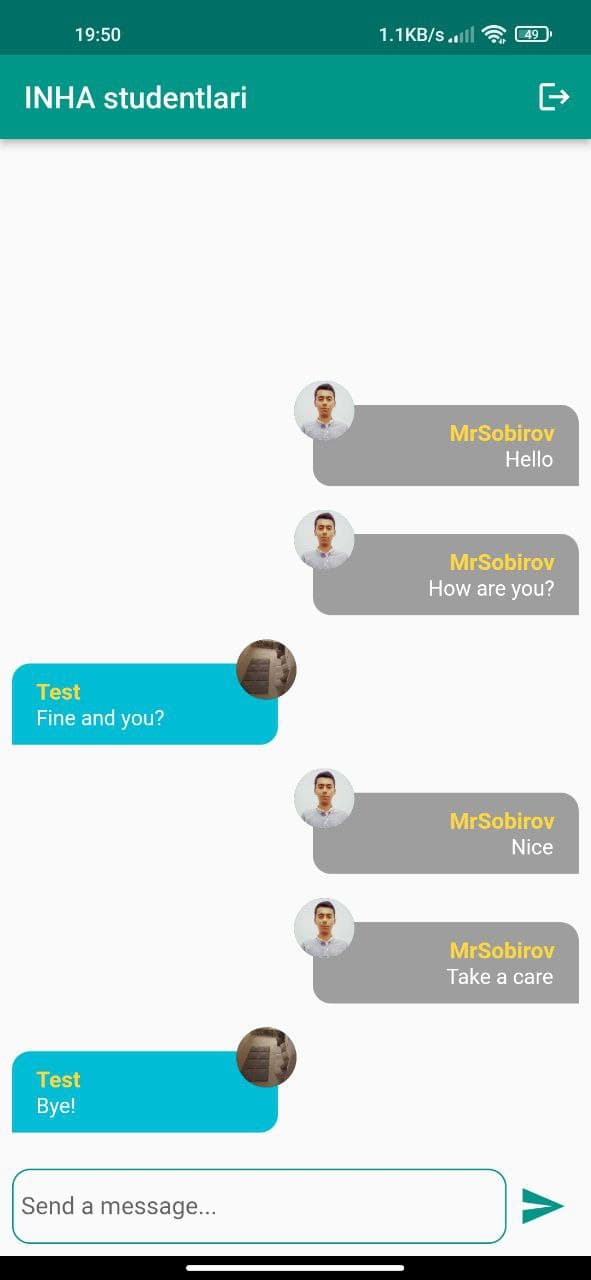 19:50
1.1KB/s
49
INHA studentlari
MrSobirov
Hello
MrSobirov
How are you?
Test
Fine and you?
MrSobirov
Nice
MrSobirov
Take a care
Test
Bye!
Send a message...